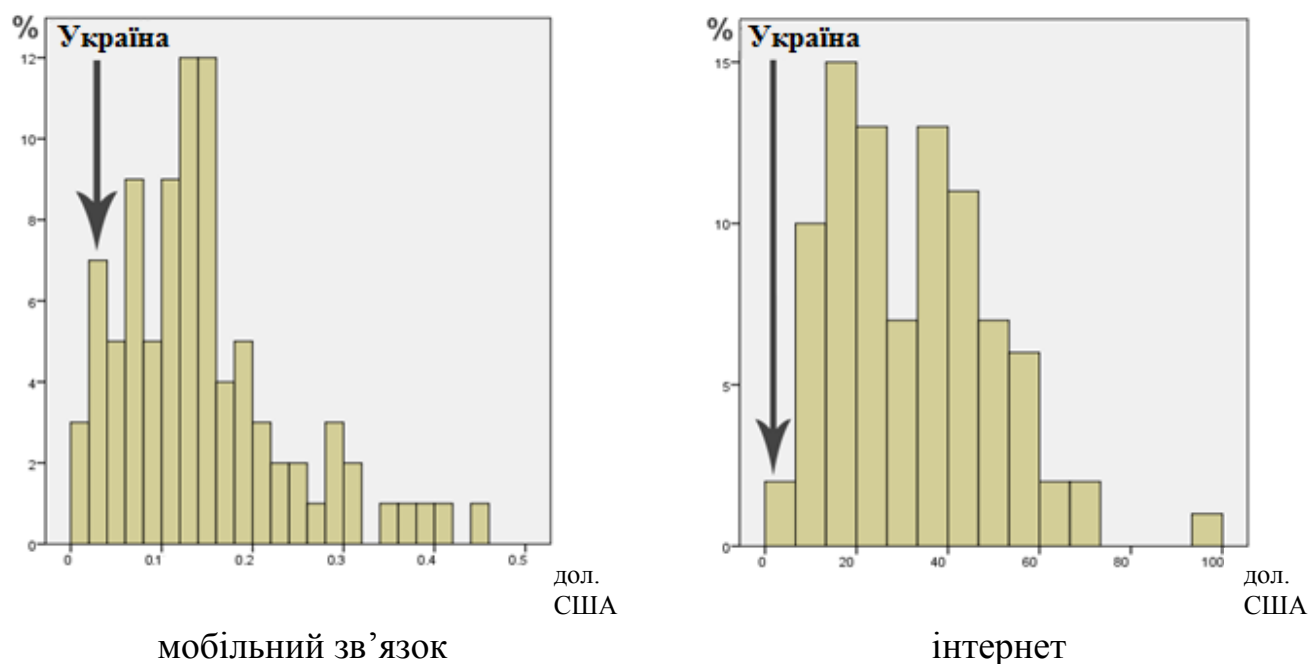 %
Україна
12
10
8
6
4
2
0
0 0.1 0.2 0.3 0.4 0.5
дол.
США
мобільний зв’язок
%
Україна
15
10
5
0
0 20 40 60 80 100
дол.
США
інтернет